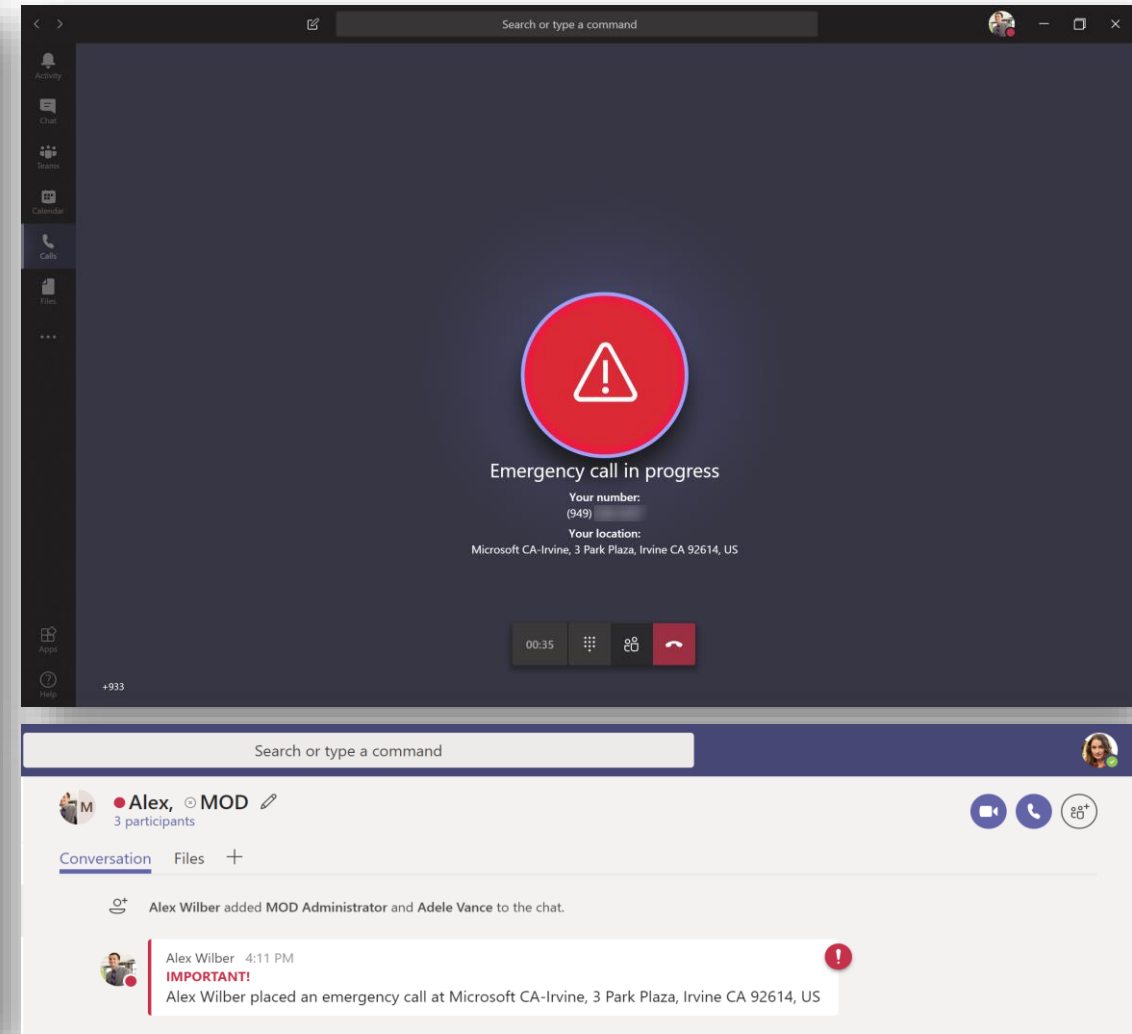 Search or type a command
Activity
Chat
Teams
Calendar
Calls
Files
Emergency call in progress
Your number:
(949)
Your location:
Microsoft CA-Irvine, 3 Park Plaza, Irvine CA 92614, US
00:35
Apps
Help
+933
Search or type a command
M
Alex, MOD
3 participants
Conversation Files
Alex Wilber added MOD Administrator and Adele Vance to the chat.
Alex Wilber 4:11 PM
IMPORTANT!
Alex Wilber placed an emergency call at Microsoft CA-Irvine, 3 Park Plaza, Irvine CA 92614, US